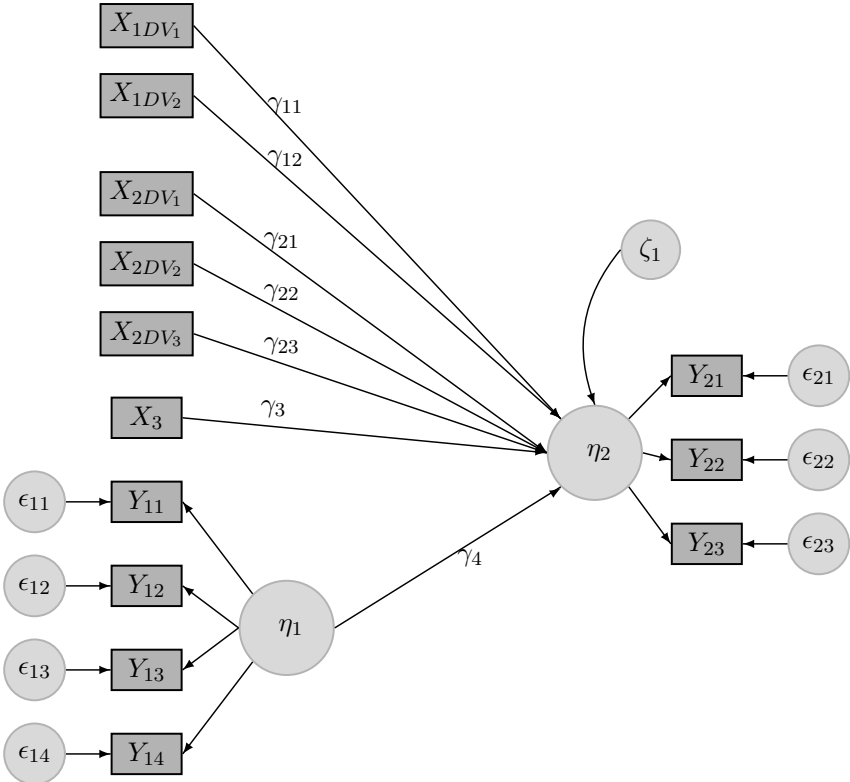 X₁DV₁
X₁DV₂
γ₁₁
γ₁₂
X₂DV₁
γ₂₁
ζ₁
X₂DV₂
γ₂₂
X₂DV₃
γ₂₃
Y₂₁
ϵ₂₁
X₃
γ₃
η₂
Y₂₂
ϵ₂₂
ϵ₁₁
Y₁₁
Y₂₃
ϵ₂₃
γ₄
ϵ₁₂
Y₁₂
η₁
ϵ₁₃
Y₁₃
ϵ₁₄
Y₁₄